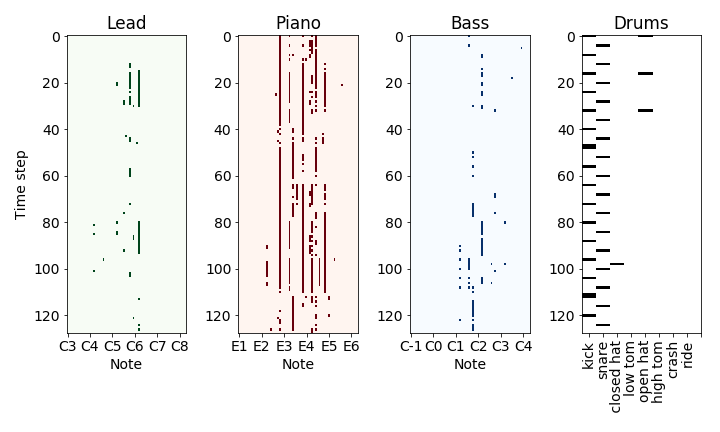 Lead
Piano
Bass
Drums
Time step
0
20
40
60
80
100
120
0
20
40
60
80
100
120
0
20
40
60
80
100
120
0
20
40
60
80
100
120
C3 C4 C5 C6 C7 C8
E1 E2 E3 E4 E5 E6
C-1 C0 C1 C2 C3 C4
kick
snare
closed hat
low tom
open hat
high tom
crash
ride
Note
Note
Note